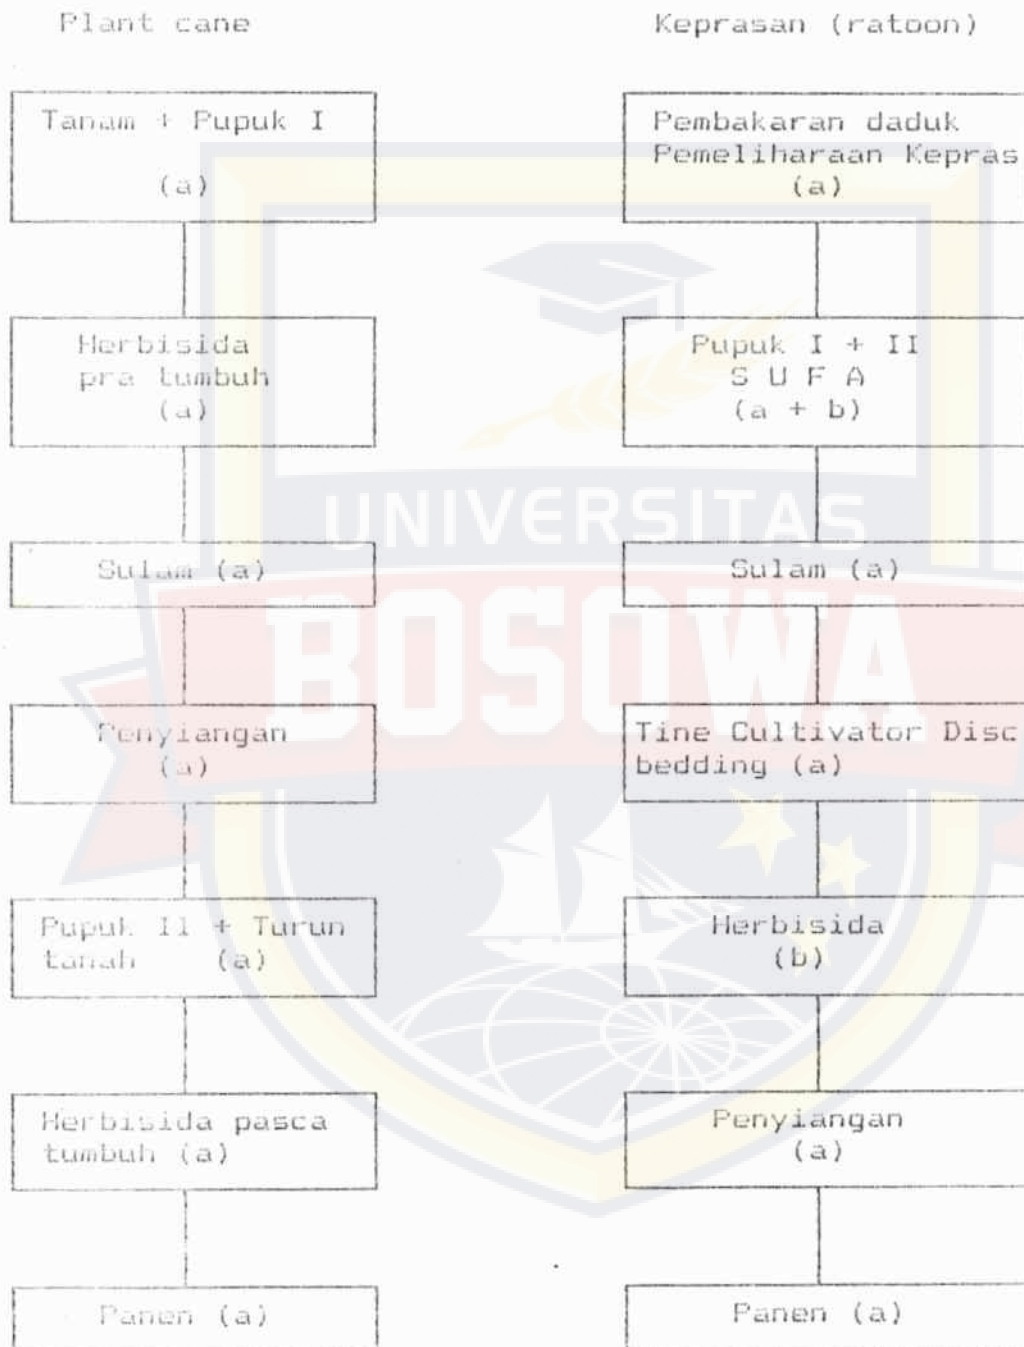 Plant cane
Tanam + Pupuk I
(a)
Herbisida
pra tumbuh
(a)
Sulam (a)
Penyiangan
(a)
Pupuk II + Turun
tanah (a)
Herbisida pasca
tumbuh (a)
Panen (a)
Keprasan (ratoon)
Pembakaran daduk
Pemeliharaan Kepras
(a)
Pupuk I + II
S U F A
(a + b)
Sulam (a)
Tine Cultivator Disc
bedding (a)
Herbisida
(b)
Penyiangan
(a)
Panen (a)
UNIVERSITAS
BOSOWA